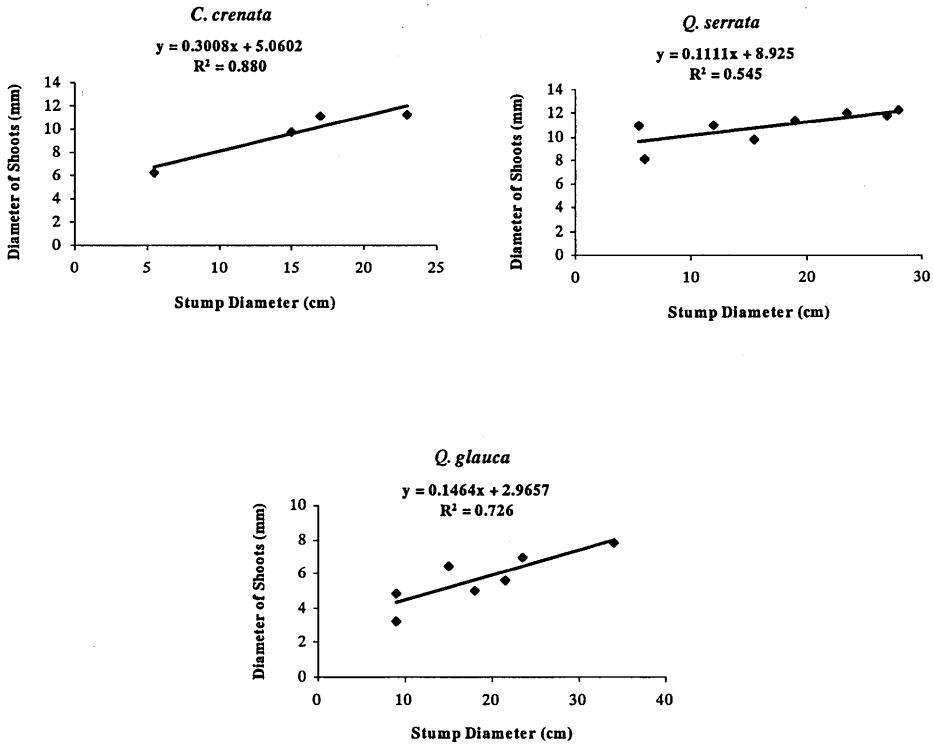 C. crenata
y = 0.3008x + 5.0602
R² = 0.880
14
12
10
8
6
4
2
0
0 5 10 15 20 25
Diameter of Shoots (mm)
Stump Diameter (cm)
Q. serrata
y = 0.1111x + 8.925
R² = 0.545
14
12
10
8
6
4
2
0
0 10 20 30
Diameter of Shoots (mm)
Stump Diameter (cm)
Q. glauca
y = 0.1464x + 2.9657
R² = 0.726
10
8
6
4
2
0
0 10 20 30 40
Diameter of Shoots (mm)
Stump Diameter (cm)